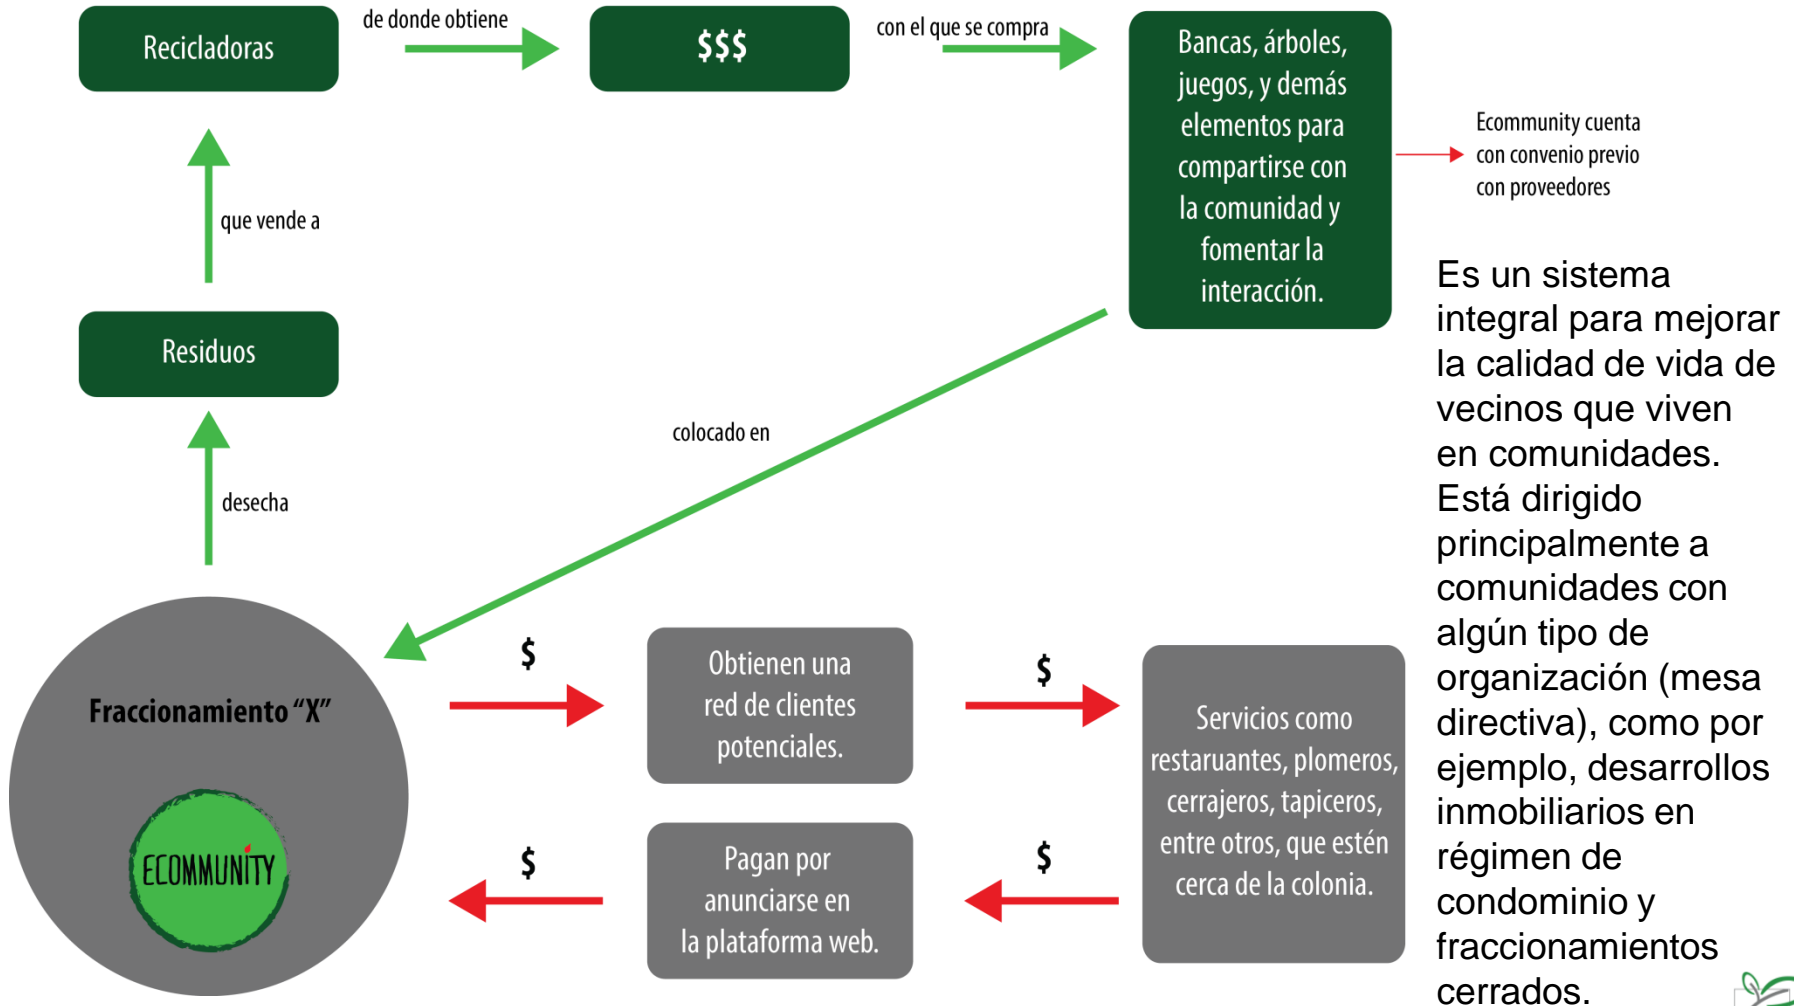 Recicladoras
de donde obtiene
$$$
con el que se compra
Bancas, árboles,
juegos, y demás
elementos para
compartirse con
la comunidad y
fomentar la
interacción.
Ecommunity cuenta
con convenio previo
con proveedores
que vende a
Residuos
desecha
colocado en
Fraccionamiento “X”
ECOMMUNITY
$
Obtienen una
red de clientes
potenciales.
$
Servicios como
restaruantes, plomeros,
cerrajeros, tapiceros,
entre otros, que estén
cerca de la colonia.
$
Pagan por
anunciarse en
la plataforma web.
$
Es un sistema
integral para mejorar
la calidad de vida de
vecinos que viven
en comunidades.
Está dirigido
principalmente a
comunidades con
algún tipo de
organización (mesa
directiva), como por
ejemplo, desarrollos
inmobiliarios en
régimen de
condominio y
fraccionamientos
cerrados.